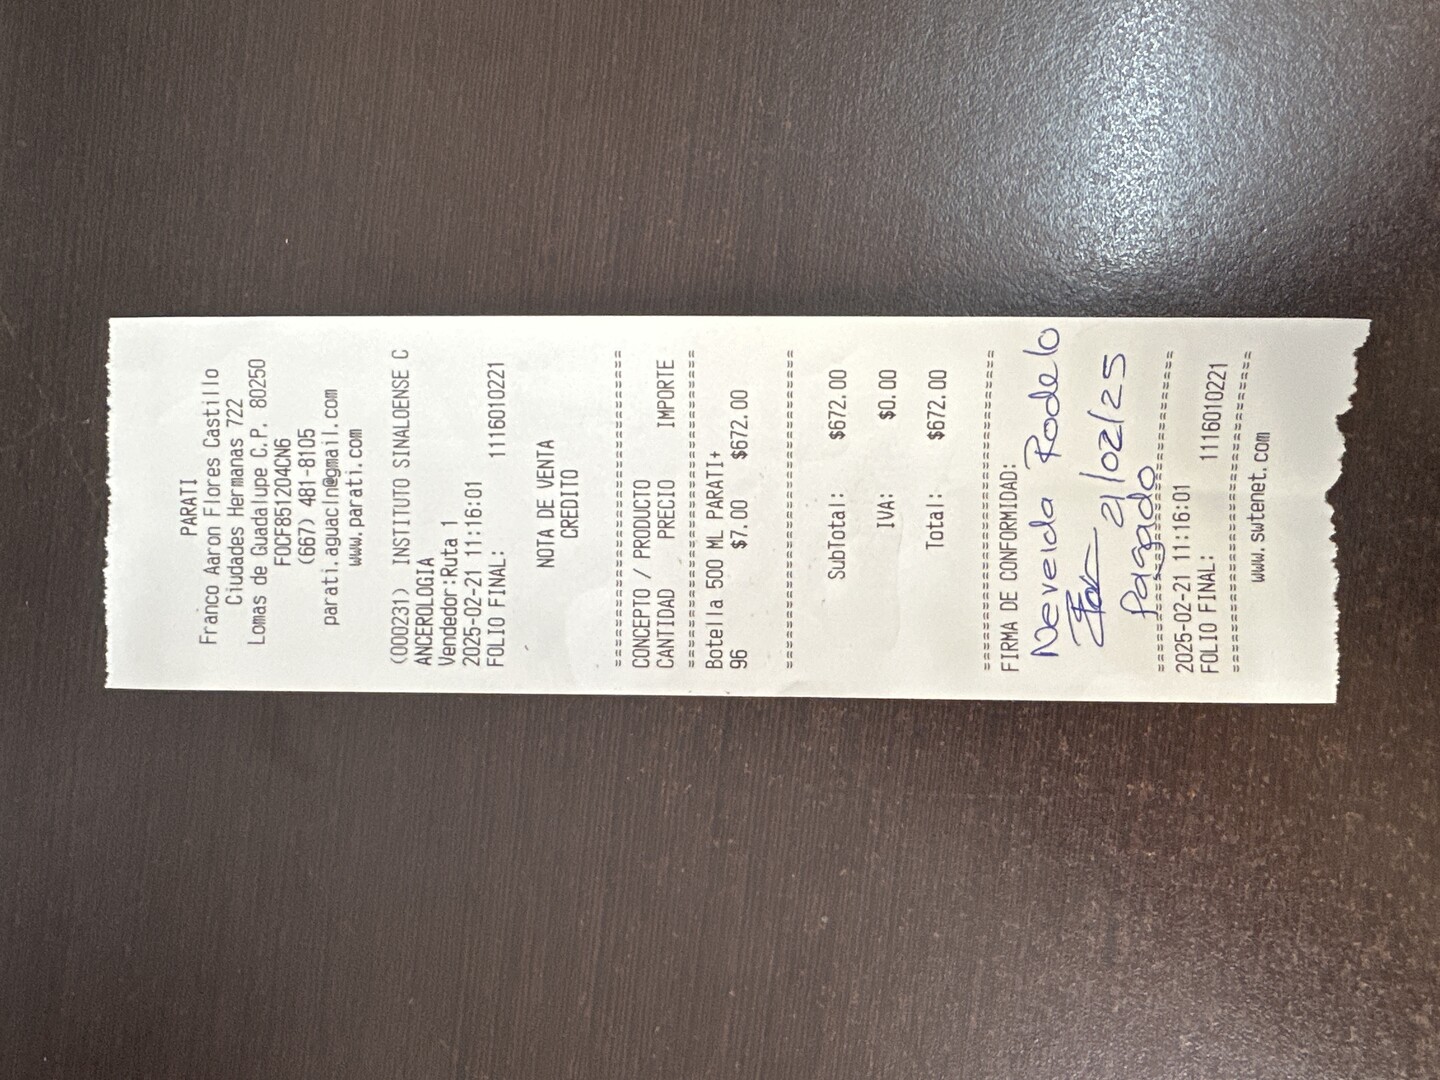 PARATI
Franco Aaron Flores Castillo
Ciudades Hermanas 722
Lomas de Guadalupe C.P. 80250
FOCF851204CN6
(667) 481-8105
parati.aguacln@gmail.com
www.parati.com
(000231) INSTITUTO SINALOENSE C
ANCEROLOGIA
Vendedor:Ruta 1
2025-02-21 11:16:01
FOLIO FINAL: 1116010221
NOTA DE VENTA
CREDITO
===============================
CONCEPTO / PRODUCTO
CANTIDAD PRECIO IMPORTE
===============================
Botella 500 ML PARATI+
96 $7.00 $672.00
===============================
SubTotal: $672.00
IVA: $0.00
Total: $672.00
===============================
FIRMA DE CONFORMIDAD:
Nereida Rodelo
21/02/25
Pagado
===============================
2025-02-21 11:16:01
FOLIO FINAL: 1116010221
===============================
www.swtenet.com